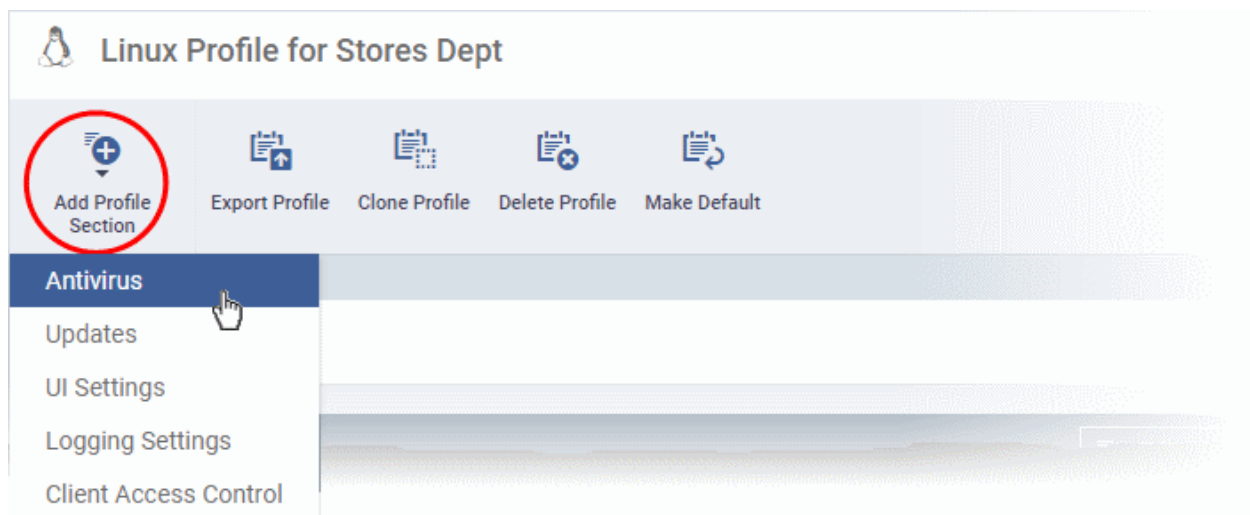 Linux Profile for Stores Dept
Add Profile
Section
Export Profile
Clone Profile
Delete Profile
Make Default
Antivirus
Updates
UI Settings
Logging Settings
Client Access Control